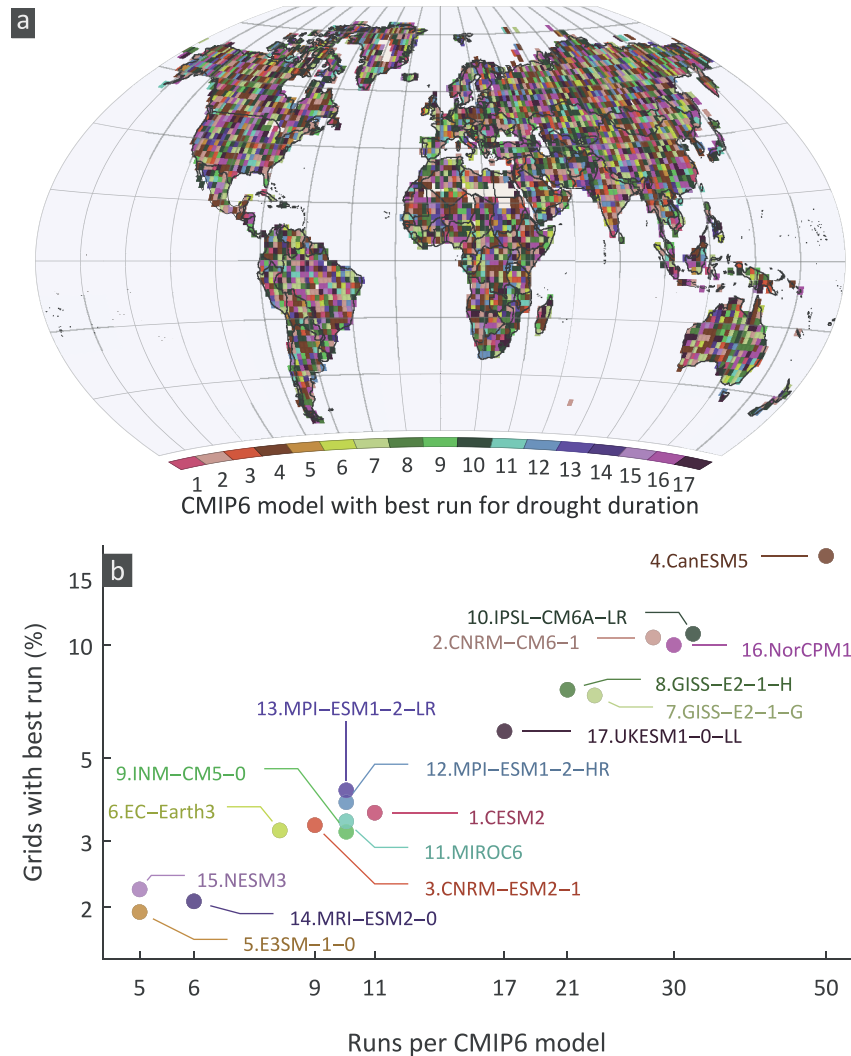 a
1 2 3 4 5 6 7 8 9 10 11 12 13 14 15 16 17
CMIP6 model with best run for drought duration
b
Grids with best run (%)
15
10
5
3
2
4.CanESM5
10.IPSL−CM6A−LR
2.CNRM−CM6−1
16.NorCPM1
8.GISS−E2−1−H
13.MPI−ESM1−2−LR
7.GISS−E2−1−G
17.UKESM1−0−LL
9.INM−CM5−0
12.MPI−ESM1−2−HR
6.EC−Earth3
1.CESM2
11.MIROC6
15.NESM3
3.CNRM−ESM2−1
14.MRI−ESM2−0
5.E3SM−1−0
5 6 9 11 17 21 30 50
Runs per CMIP6 model